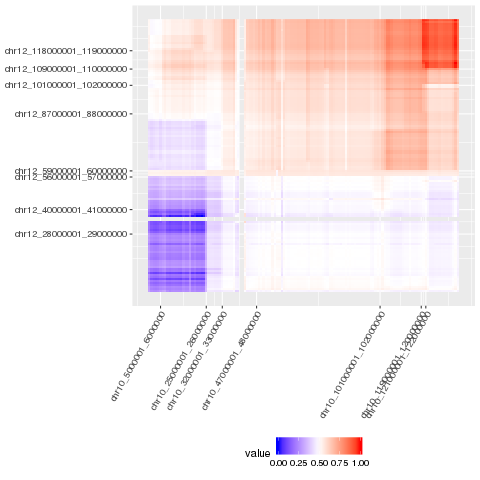 chr12_118000001_119000000
chr12_109000001_110000000
chr12_101000001_102000000
chr12_87000001_88000000
chr12_59000001_60000000
chr12_56000001_57000000
chr12_40000001_41000000
chr12_28000001_29000000
chr10_5000001_6000000
chr10_25000001_26000000
chr10_32000001_33000000
chr10_47000001_48000000
chr10_101000001_102000000
value
0.00 0.25 0.50 0.75 1.00